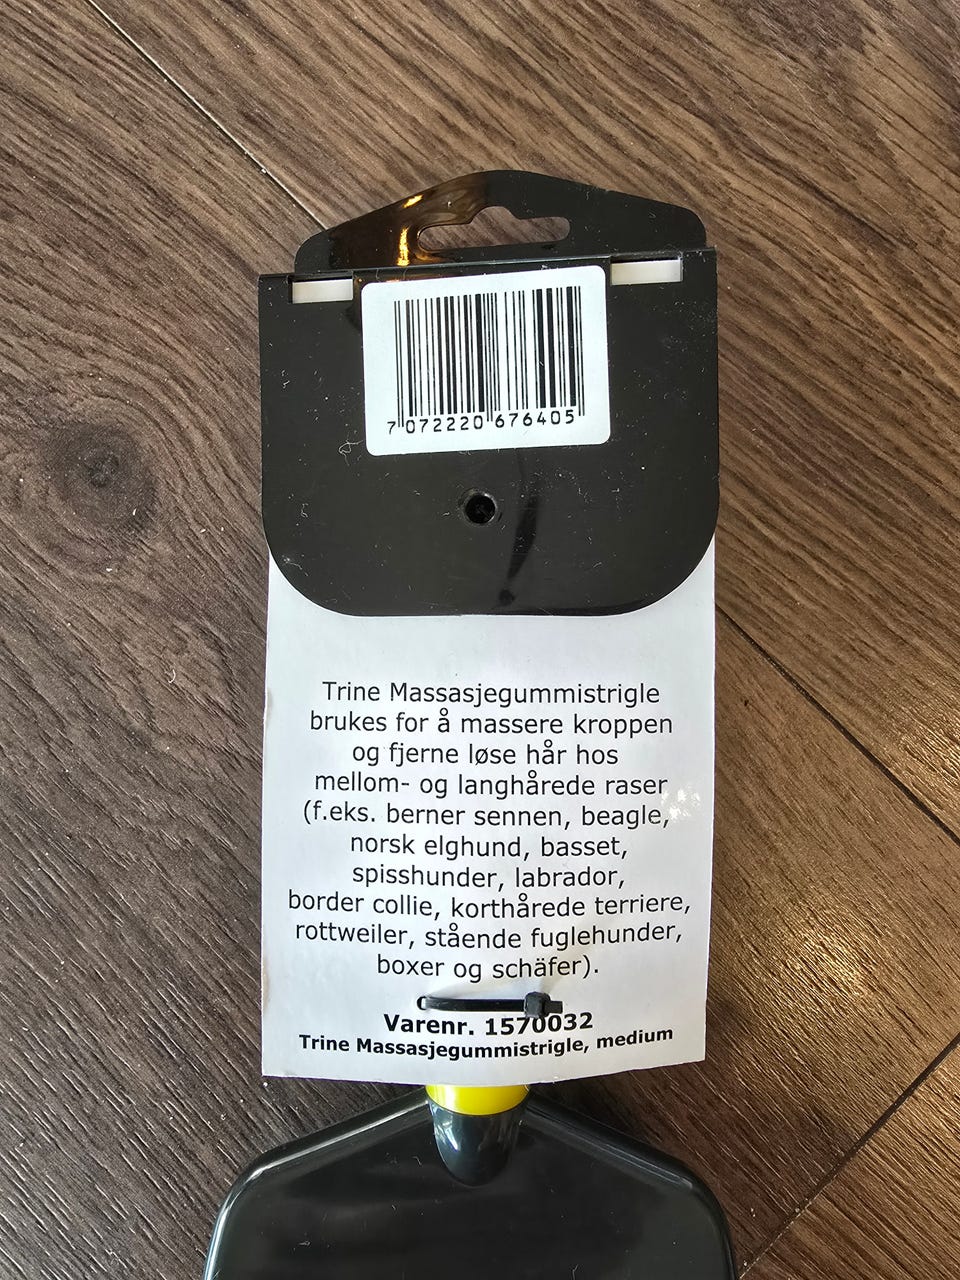 7 072220 676405
Trine Massasjegummistrigle
brukes for å massere kroppen
og fjerne løse hår hos
mellom- og langhårede raser
(f.eks. berner sennen, beagle,
norsk elghund, basset,
spisshunder, labrador,
border collie, korthårede terriere,
rottweiler, stående fuglehunder,
boxer og schäfer).
Varenr. 1570032
Trine Massasjegummistrigle, medium